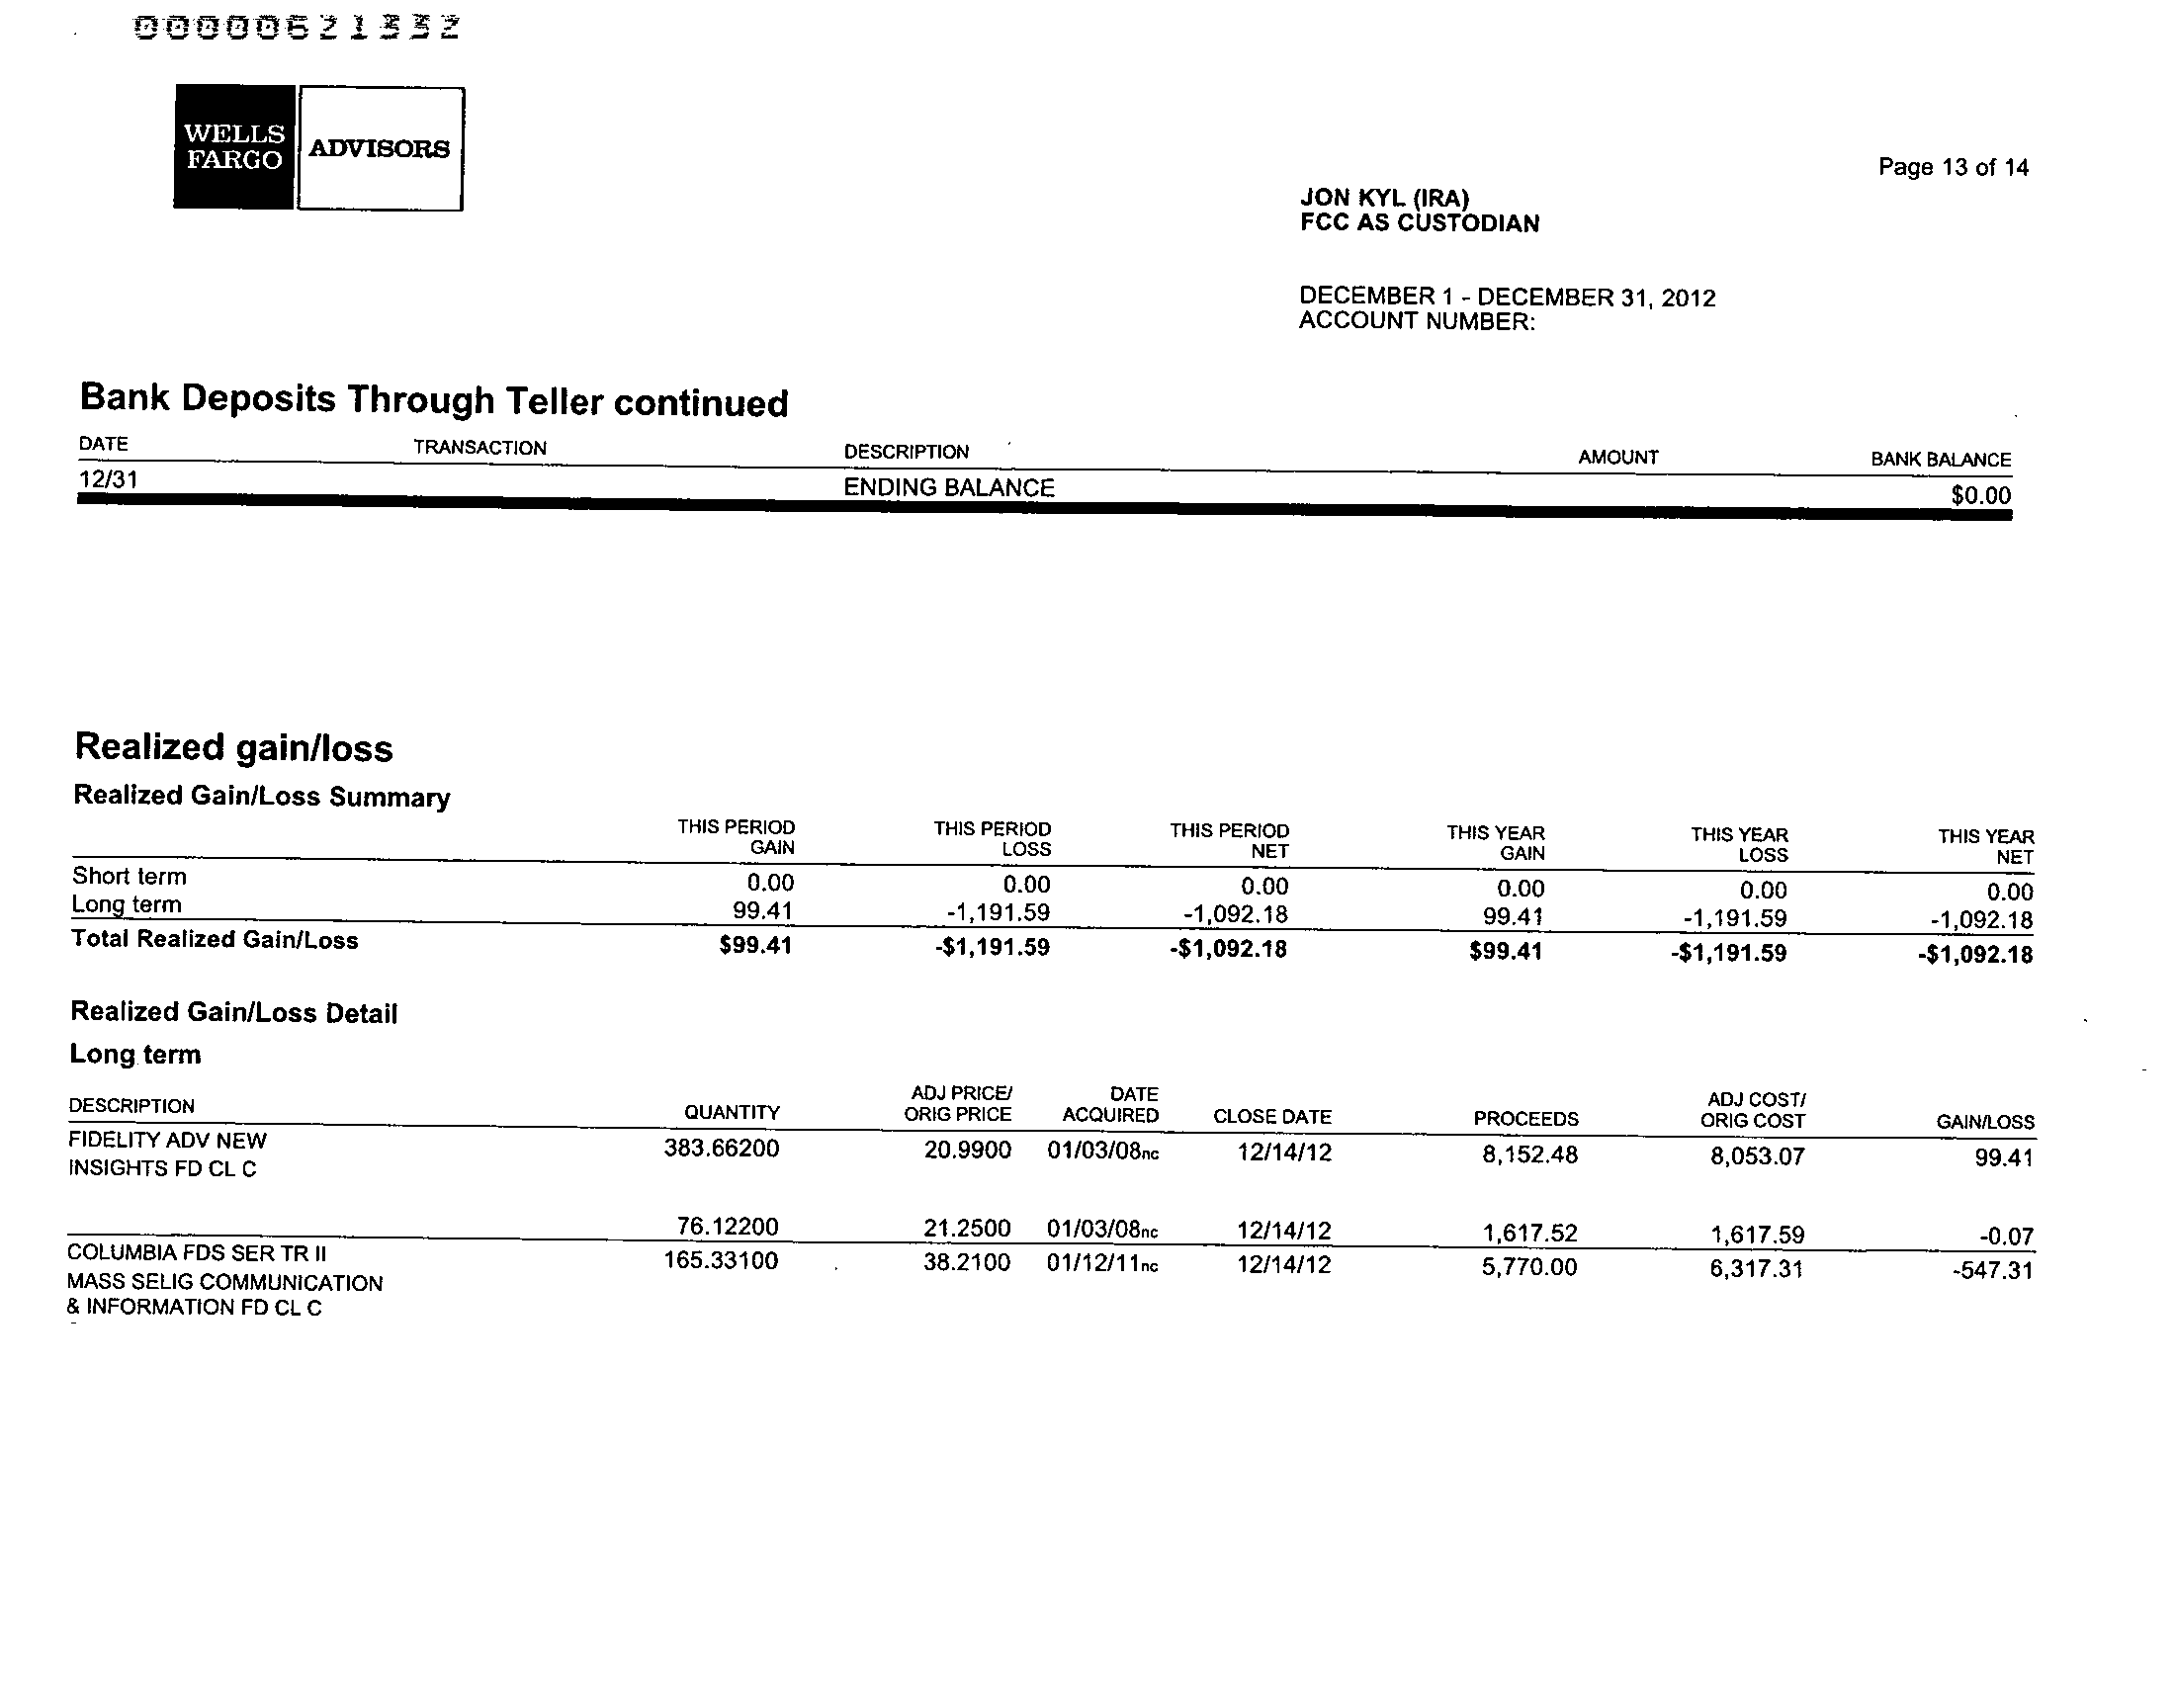 00000621332
WELLS
FARGO
ADVISORS
Page 13 of 14
JON KYL (IRA)
FCC AS CUSTODIAN
DECEMBER 1 - DECEMBER 31, 2012
ACCOUNT NUMBER:
Bank Deposits Through Teller continued
DATE TRANSACTION DESCRIPTION AMOUNT BANK BALANCE
12/31 ENDING BALANCE $0.00
Realized gain/loss
Realized Gain/Loss Summary
THIS PERIOD THIS PERIOD THIS PERIOD THIS YEAR THIS YEAR THIS YEAR
GAIN LOSS NET GAIN LOSS NET
Short term 0.00 0.00 0.00 0.00 0.00 0.00
Long term 99.41 -1,191.59 -1,092.18 99.41 -1,191.59 -1,092.18
Total Realized Gain/Loss $99.41 -$1,191.59 -$1,092.18 $99.41 -$1,191.59 -$1,092.18
Realized Gain/Loss Detail
Long term
ADJ PRICE/ DATE ADJ COST/
DESCRIPTION QUANTITY ORIG PRICE ACQUIRED CLOSE DATE PROCEEDS ORIG COST GAIN/LOSS
FIDELITY ADV NEW 383.66200 20.9900 01/03/08nc 12/14/12 8,152.48 8,053.07 99.41
INSIGHTS FD CL C
76.12200 21.2500 01/03/08nc 12/14/12 1,617.52 1,617.59 -0.07
COLUMBIA FDS SER TR II 165.33100 38.2100 01/12/11nc 12/14/12 5,770.00 6,317.31 -547.31
MASS SELIG COMMUNICATION
& INFORMATION FD CL C